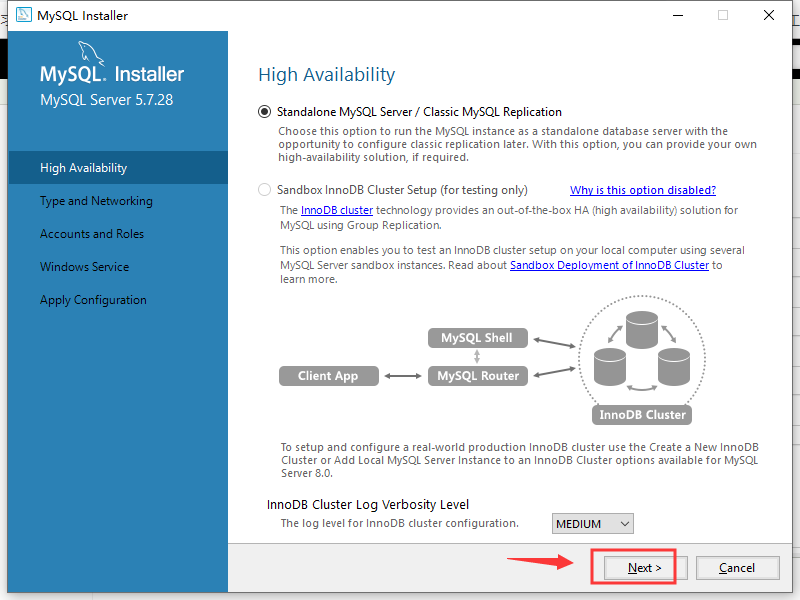 MySQL Installer
MySQL. Installer
MySQL Server 5.7.28
High Availability
Type and Networking
Accounts and Roles
Windows Service
Apply Configuration
High Availability
Standalone MySQL Server / Classic MySQL Replication
Choose this option to run the MySQL instance as a standalone database server with the
opportunity to configure classic replication later. With this option, you can provide your own
high-availability solution, if required.
Sandbox InnoDB Cluster Setup (for testing only) Why is this option disabled?
The InnoDB cluster technology provides an out-of-the-box HA (high availability) solution for
MySQL using Group Replication.
This option enables you to test an InnoDB cluster setup on your local computer using several
MySQL Server sandbox instances. Read about Sandbox Deployment of InnoDB Cluster to
learn more.
MySQL Shell
Client App
MySQL Router
InnoDB Cluster
To setup and configure a real-world production InnoDB cluster use the Create a New InnoDB
Cluster or Add Local MySQL Server Instance to an InnoDB Cluster options available for MySQL
Server 8.0.
InnoDB Cluster Log Verbosity Level
The log level for InnoDB cluster configuration.
MEDIUM
Next >
Cancel